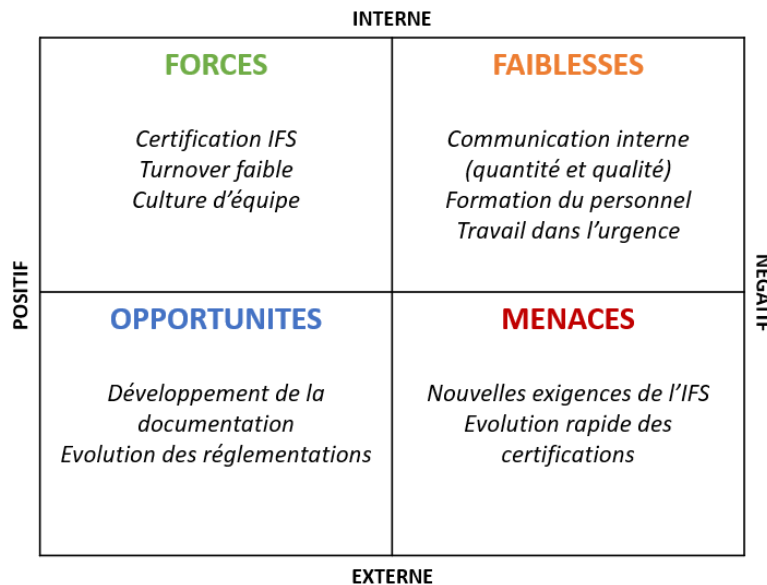 INTERNE
FORCES
Certification IFS
Turnover faible
Culture d’équipe
FAIBLESSES
Communication interne
(quantité et qualité)
Formation du personnel
Travail dans l’urgence
POSITIF
NEGATIF
OPPORTUNITES
Développement de la
documentation
Evolution des réglementations
MENACES
Nouvelles exigences de l’IFS
Evolution rapide des
certifications
EXTERNE